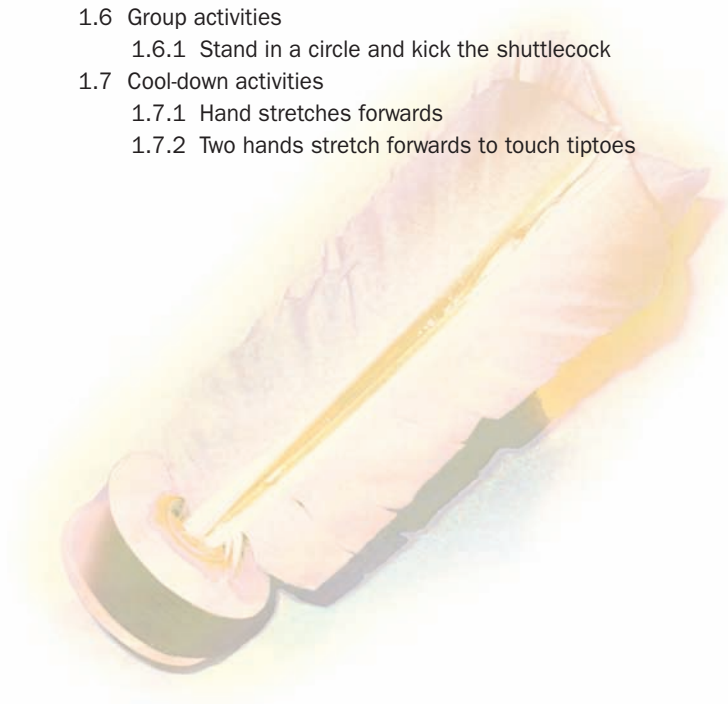 1.6 Group activities
1.6.1 Stand in a circle and kick the shuttlecock
1.7 Cool-down activities
1.7.1 Hand stretches forwards
1.7.2 Two hands stretch forwards to touch tiptoes